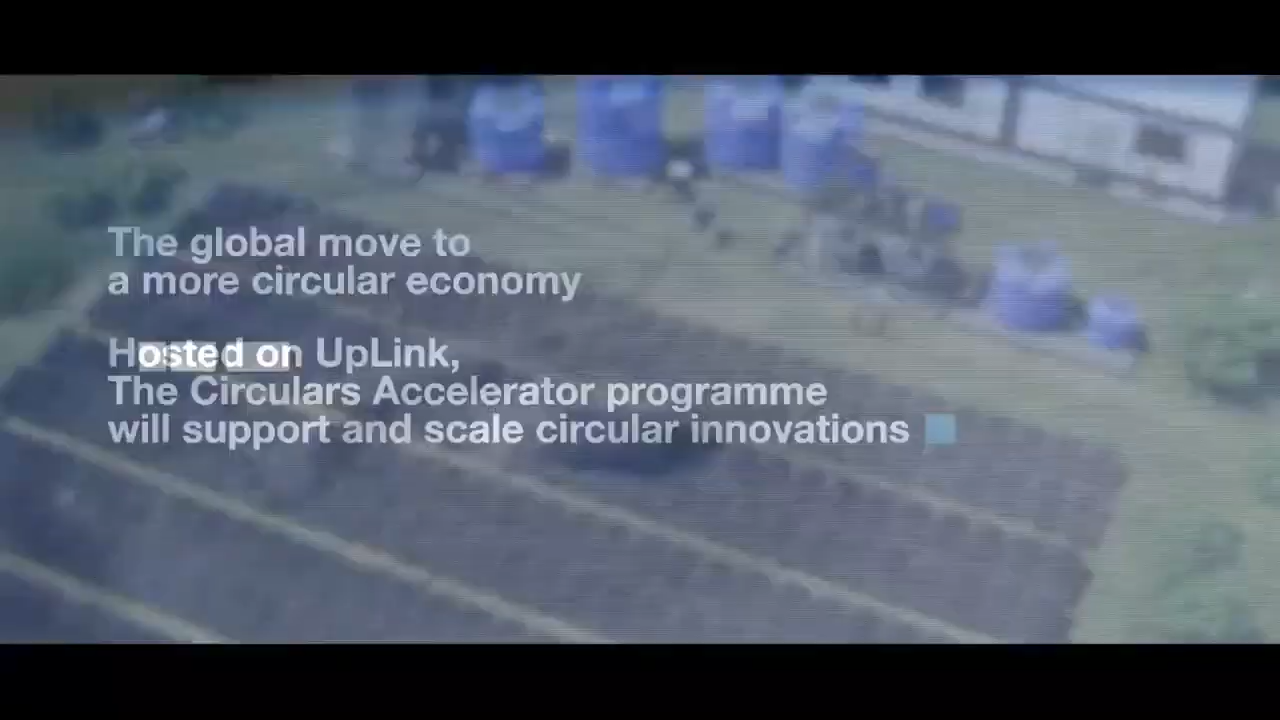 The global move to
a more circular economy
Hosted on UpLink,
The Circulars Accelerator programme
will support and scale circular innovations